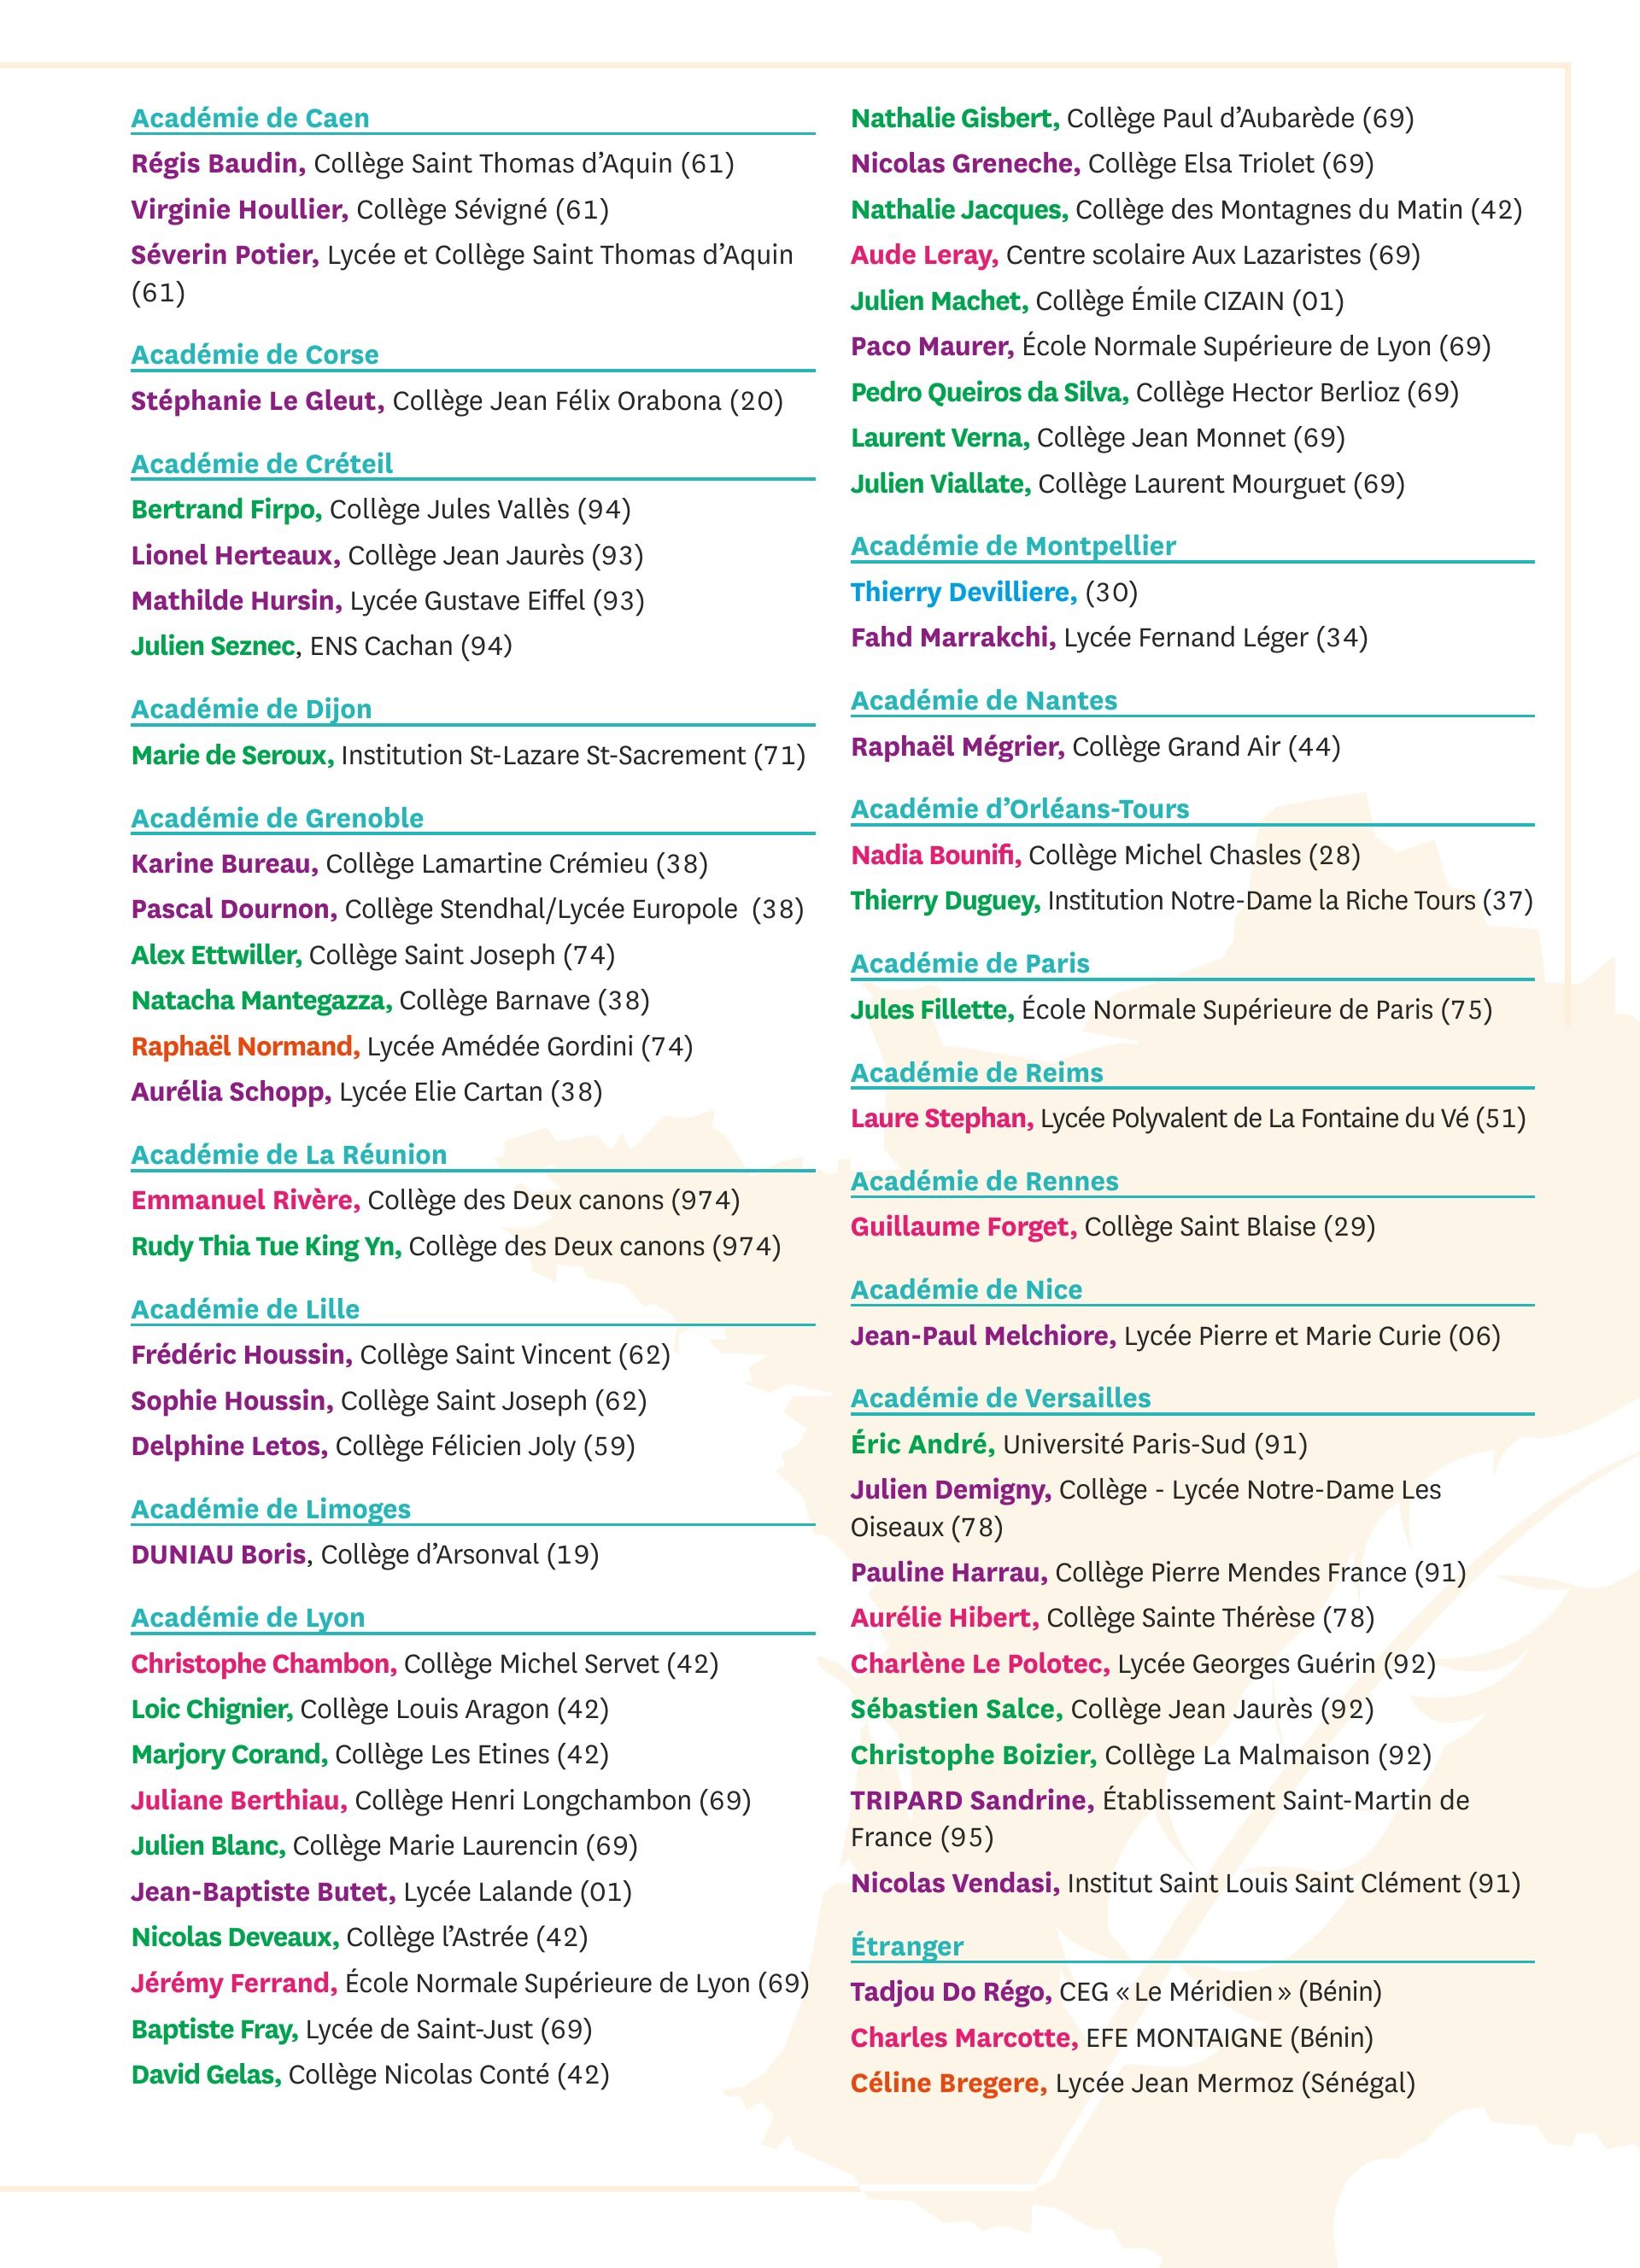 Académie de Caen
Régis Baudin, Collège Saint Thomas d’Aquin (61)
Virginie Houllier, Collège Sévigné (61)
Séverin Potier, Lycée et Collège Saint Thomas d’Aquin
(61)
Académie de Corse
Stéphanie Le Gleut, Collège Jean Félix Orabona (20)
Académie de Créteil
Bertrand Firpo, Collège Jules Vallès (94)
Lionel Herteaux, Collège Jean Jaurès (93)
Mathilde Hursin, Lycée Gustave Eiffel (93)
Julien Seznec, ENS Cachan (94)
Académie de Dijon
Marie de Seroux, Institution St-Lazare St-Sacrement (71)
Académie de Grenoble
Karine Bureau, Collège Lamartine Crémieu (38)
Pascal Dournon, Collège Stendhal/Lycée Europole (38)
Alex Ettwiller, Collège Saint Joseph (74)
Natacha Mantegazza, Collège Barnave (38)
Raphaël Normand, Lycée Amédée Gordini (74)
Aurélia Schopp, Lycée Elie Cartan (38)
Académie de La Réunion
Emmanuel Rivère, Collège des Deux canons (974)
Rudy Thia Tue King Yn, Collège des Deux canons (974)
Académie de Lille
Frédéric Houssin, Collège Saint Vincent (62)
Sophie Houssin, Collège Saint Joseph (62)
Delphine Letos, Collège Félicien Joly (59)
Académie de Limoges
DUNIAU Boris, Collège d’Arsonval (19)
Académie de Lyon
Christophe Chambon, Collège Michel Servet (42)
Loic Chignier, Collège Louis Aragon (42)
Marjory Corand, Collège Les Etines (42)
Juliane Berthiau, Collège Henri Longchambon (69)
Julien Blanc, Collège Marie Laurencin (69)
Jean-Baptiste Butet, Lycée Lalande (01)
Nicolas Deveaux, Collège l’Astrée (42)
Jérémy Ferrand, École Normale Supérieure de Lyon (69)
Baptiste Fray, Lycée de Saint-Just (69)
David Gelas, Collège Nicolas Conté (42)
Nathalie Gisbert, Collège Paul d’Aubarède (69)
Nicolas Greneche, Collège Elsa Triolet (69)
Nathalie Jacques, Collège des Montagnes du Matin (42)
Aude Leray, Centre scolaire Aux Lazaristes (69)
Julien Machet, Collège Émile CIZAIN (01)
Paco Maurer, École Normale Supérieure de Lyon (69)
Pedro Queiros da Silva, Collège Hector Berlioz (69)
Laurent Verna, Collège Jean Monnet (69)
Julien Viallate, Collège Laurent Mourguet (69)
Académie de Montpellier
Thierry Devilliere, (30)
Fahd Marrakchi, Lycée Fernand Léger (34)
Académie de Nantes
Raphaël Mégrier, Collège Grand Air (44)
Académie d’Orléans-Tours
Nadia Bounifi, Collège Michel Chasles (28)
Thierry Duguey, Institution Notre-Dame la Riche Tours (37)
Académie de Paris
Jules Fillette, École Normale Supérieure de Paris (75)
Académie de Reims
Laure Stephan, Lycée Polyvalent de La Fontaine du Vé (51)
Académie de Rennes
Guillaume Forget, Collège Saint Blaise (29)
Académie de Nice
Jean-Paul Melchiore, Lycée Pierre et Marie Curie (06)
Académie de Versailles
Éric André, Université Paris-Sud (91)
Julien Demigny, Collège - Lycée Notre-Dame Les
Oiseaux (78)
Pauline Harrau, Collège Pierre Mendes France (91)
Aurélie Hibert, Collège Sainte Thérèse (78)
Charlène Le Polotec, Lycée Georges Guérin (92)
Sébastien Salce, Collège Jean Jaurès (92)
Christophe Boizier, Collège La Malmaison (92)
TRIPARD Sandrine, Établissement Saint-Martin de
France (95)
Nicolas Vendasi, Institut Saint Louis Saint Clément (91)
Étranger
Tadjou Do Régo, CEG « Le Méridien » (Bénin)
Charles Marcotte, EFE MONTAIGNE (Bénin)
Céline Bregere, Lycée Jean Mermoz (Sénégal)